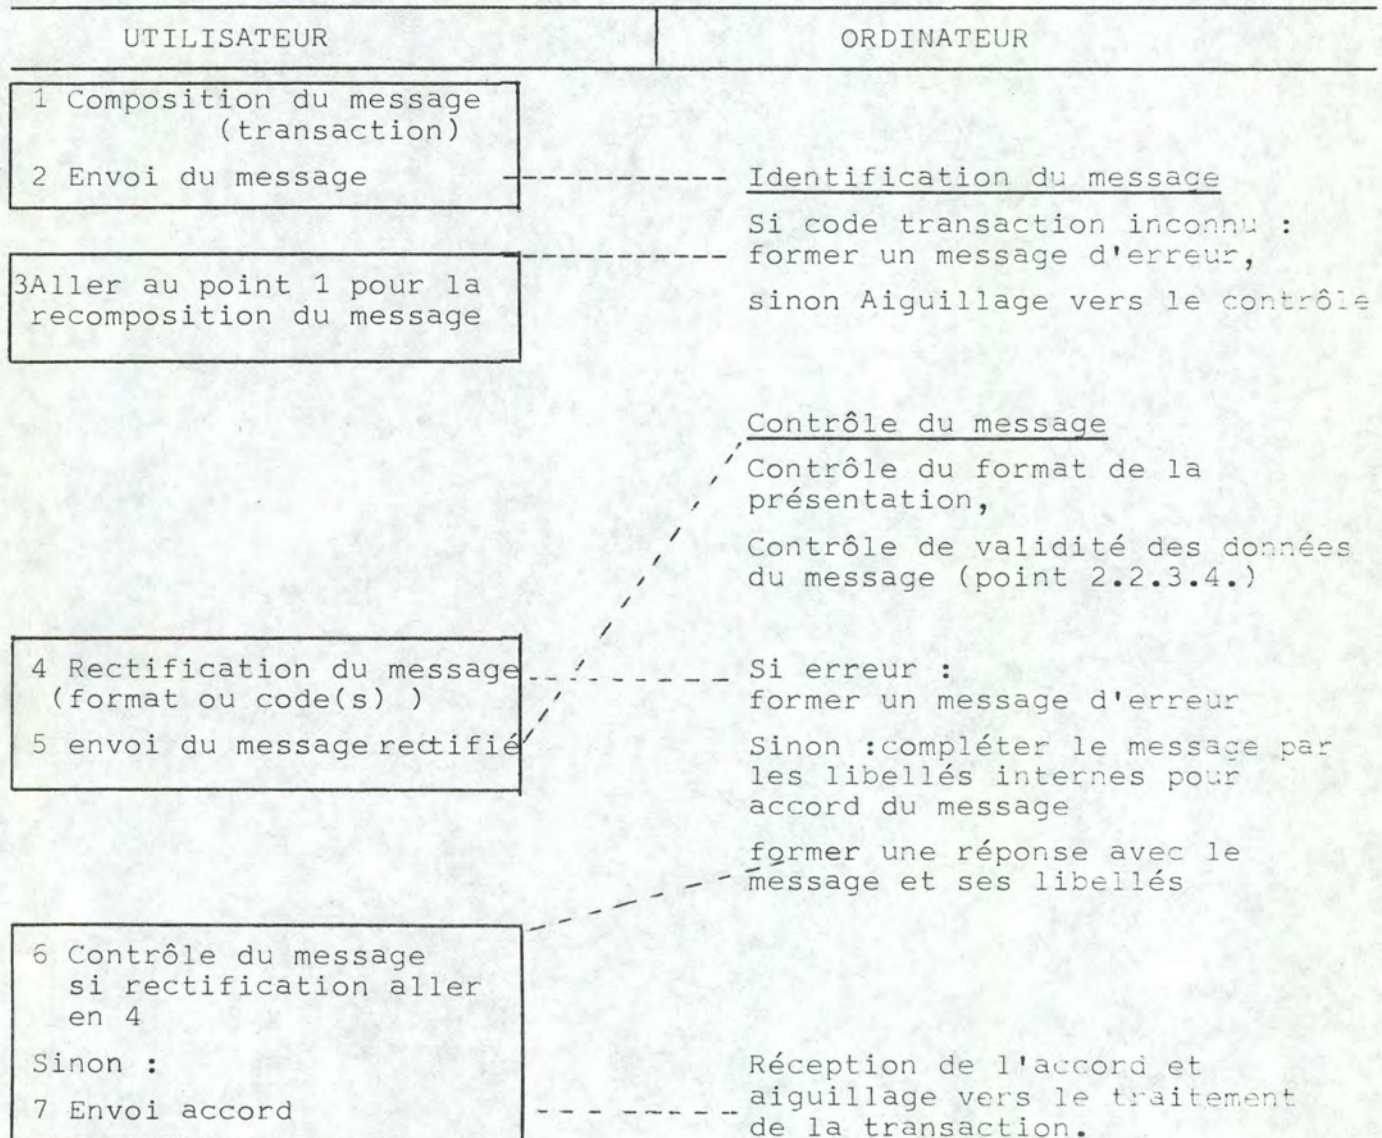 UTILISATEUR
ORDINATEUR
1 Composition du message
(transaction)
2 Envoi du message
Identification du message
Si code transaction inconnu :
former un message d'erreur,
sinon Aiguillage vers le contrôle
3Aller au point 1 pour la
recomposition du message
Contrôle du message
Contrôle du format de la
présentation,
Contrôle de validité des données
du message (point 2.2.3.4.)
4 Rectification du message
(format ou code(s) )
5 envoi du message rectifié
Si erreur :
former un message d'erreur
Sinon :compléter le message par
les libellés internes pour
accord du message
former une réponse avec le
message et ses libellés
6 Contrôle du message
si rectification aller
en 4
Sinon :
7 Envoi accord
Réception de l'accord et
aiguillage vers le traitement
de la transaction.